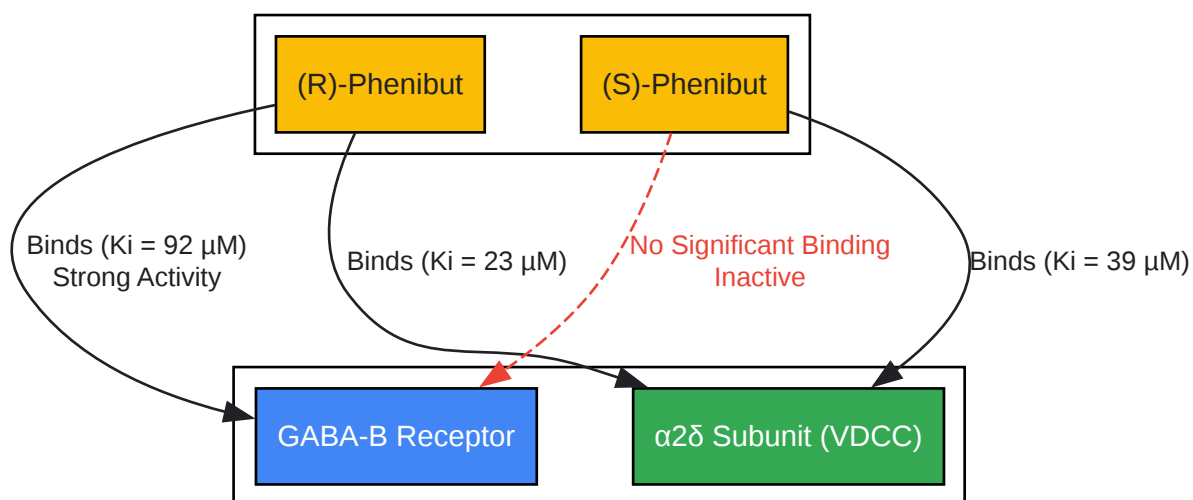 (R)-Phenibut
(S)-Phenibut
Binds (Ki = 92 µM)
Strong Activity
Binds (Ki = 23 µM)
No Significant Binding
Inactive
Binds (Ki = 39 µM)
GABA-B Receptor
α2δ Subunit (VDCC)